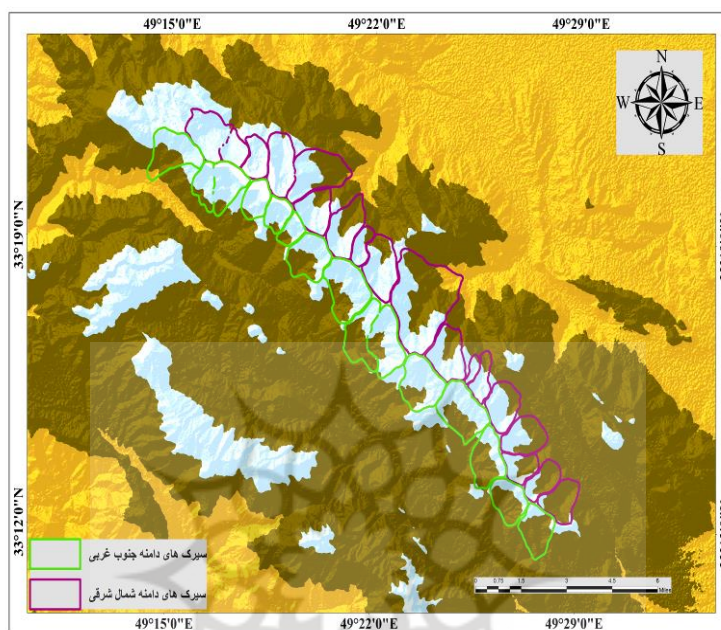 49°15'0"E 49°22'0"E 49°29'0"E
N
W E
S
33°19'0"N
33°12'0"N
سیرک های دامنه جنوب غربی
سیرک های دامنه شمال شرقی
0 0.75 1.5 3 4.5 6
Miles
49°15'0"E 49°22'0"E 49°29'0"E